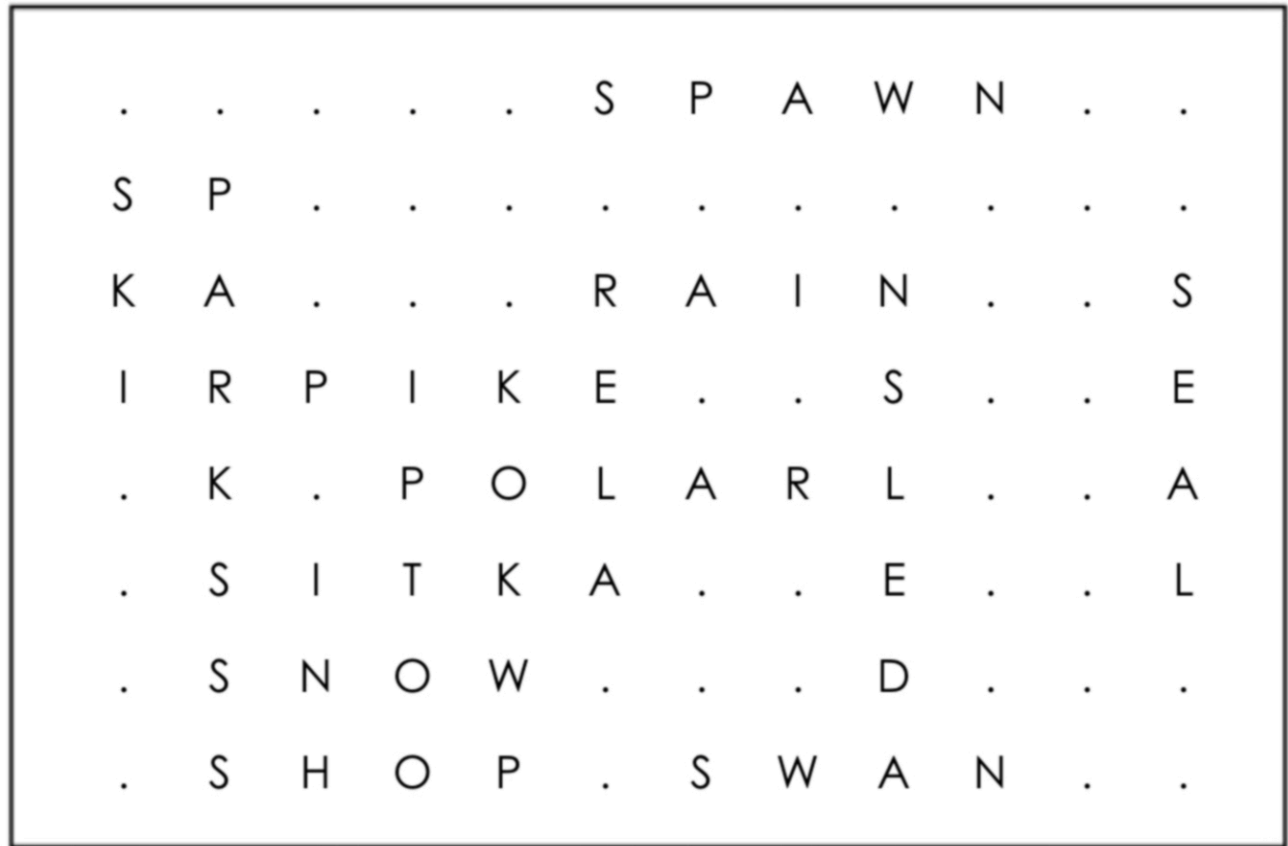 . . . . . S P A W N . .
S P . . . . . . . . . .
K A . . . R A I N . . S
I R P I K E . . S . . E
. K . P O L A R L . . A
. S I T K A . . E . . L
. S N O W . . . D . . .
. S H O P . S W A N . .